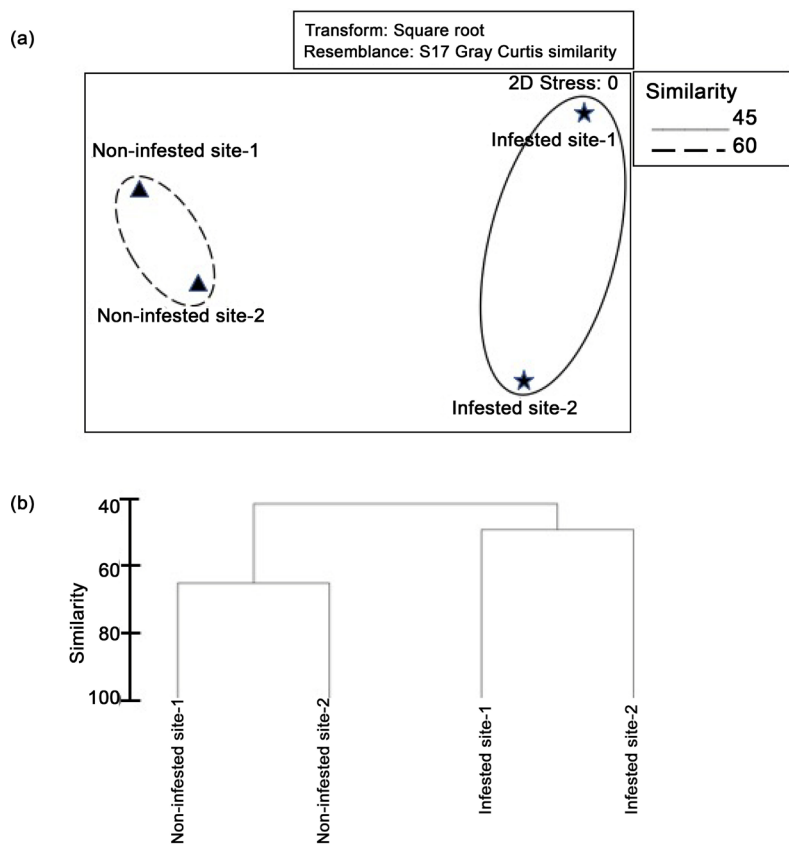 Transform: Square root
Resemblance: S17 Gray Curtis similarity
(a)
2D Stress: 0
Similarity
45
60
Non-infested site-1
Infested site-1
Non-infested site-2
Infested site-2
(b)
Similarity
40
60
80
100
Non-infested site-1
Non-infested site-2
Infested site-1
Infested site-2